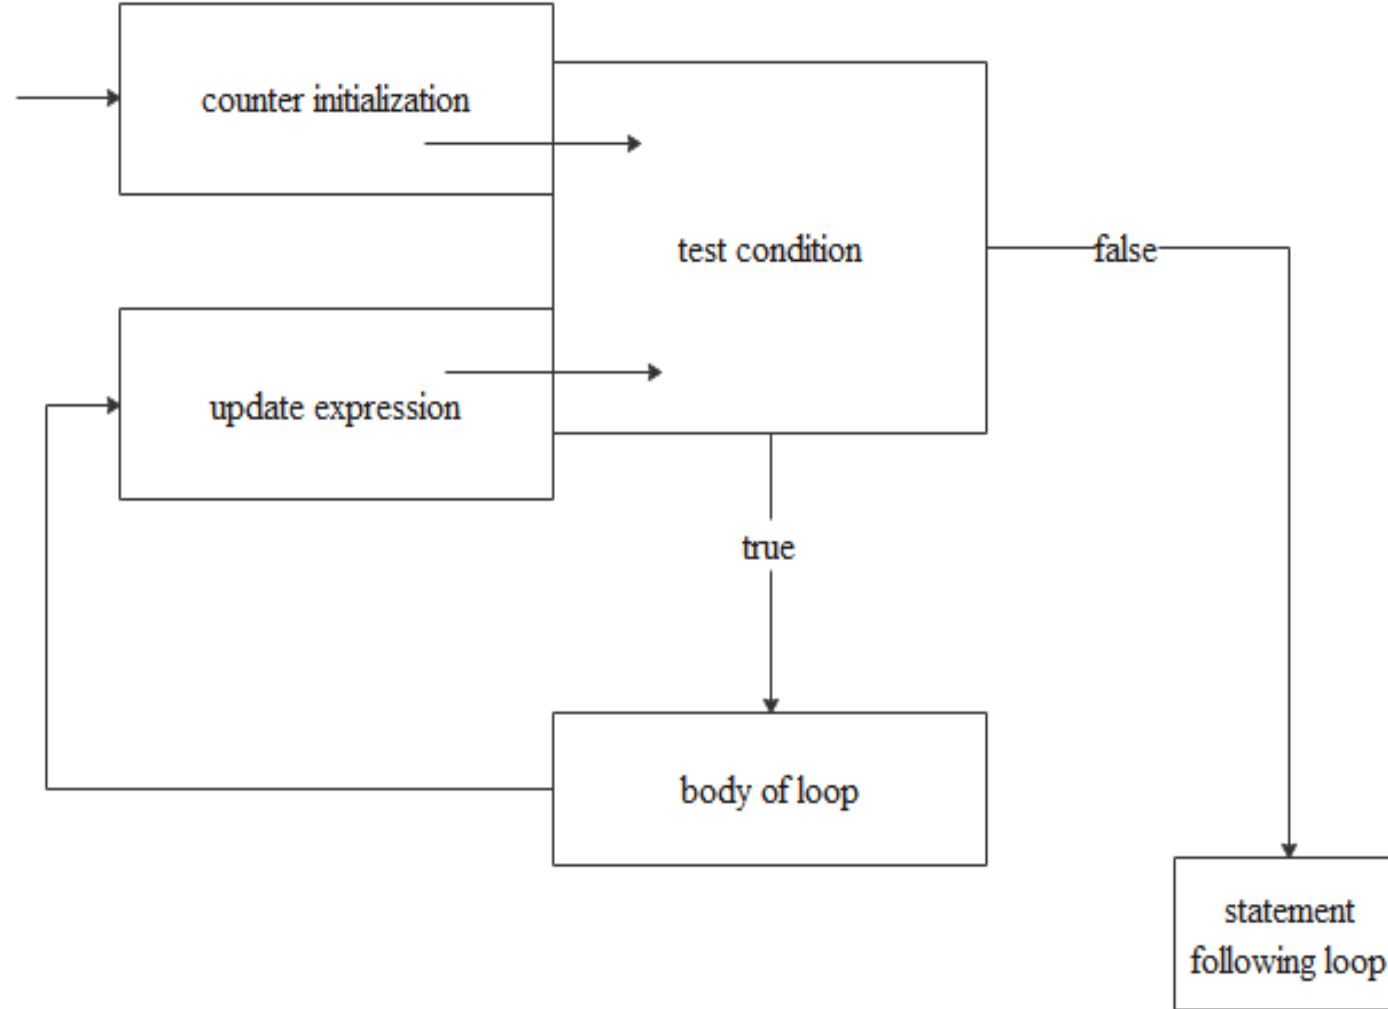 counter initialization
test condition
false
update expression
true
body of loop
statement
following loop